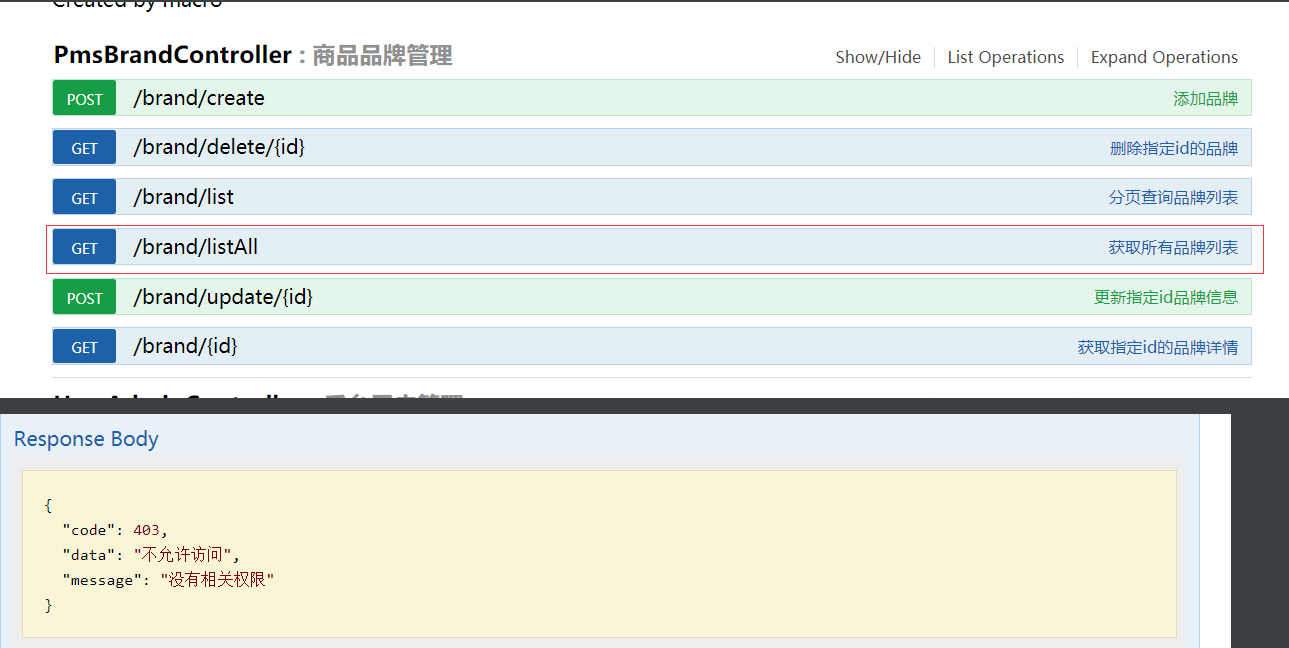 Created by macro
PmsBrandController : 商品品牌管理 Show/Hide List Operations Expand Operations
POST /brand/create 添加品牌
GET /brand/delete/{id} 删除指定id的品牌
GET /brand/list 分页查询品牌列表
GET /brand/listAll 获取所有品牌列表
POST /brand/update/{id} 更新指定id品牌信息
GET /brand/{id} 获取指定id的品牌详情
Response Body
{
"code": 403,
"data": "不允许访问",
"message": "没有相关权限"
}